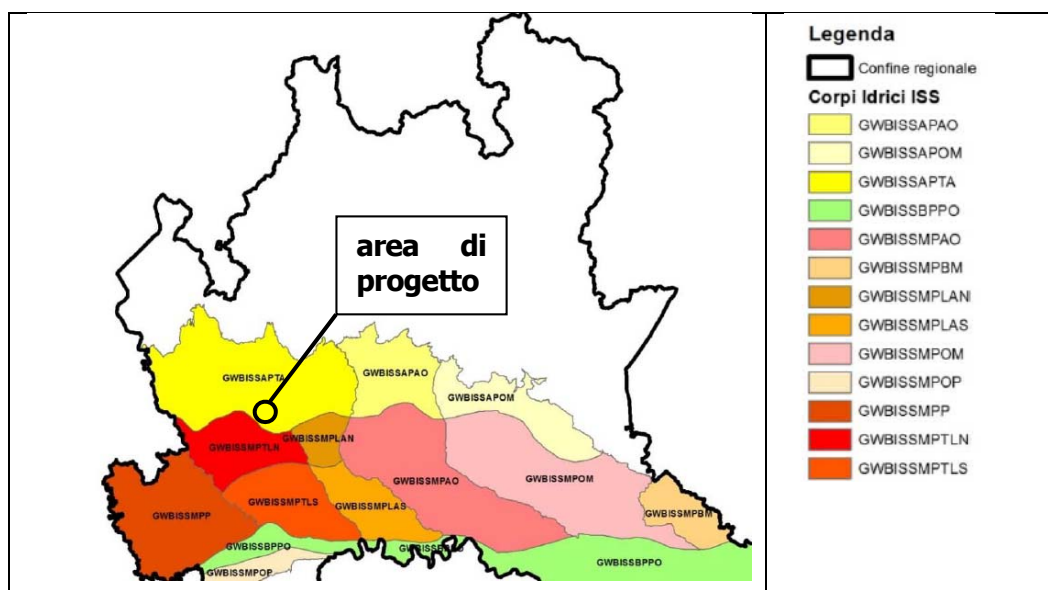 area di
progetto
GWBISSAPTA
GWBISSAPAO
GWBISSAPOM
GWBISSMPTLN
GWBISSMPLAN
GWBISSMPAO
GWBISSMPOM
GWBISSMPP
GWBISSMPTLS
GWBISSMPLAS
GWBISSMPBM
GWBISSBPPO
GWBISSBPPO
GWBISSBPPO
GWBISSMPOP
Legenda
Confine regionale
Corpi Idrici ISS
GWBISSAPAO
GWBISSAPOM
GWBISSAPTA
GWBISSBPPO
GWBISSMPAO
GWBISSMPBM
GWBISSMPLAN
GWBISSMPLAS
GWBISSMPOM
GWBISSMPOP
GWBISSMPP
GWBISSMPTLN
GWBISSMPTLS